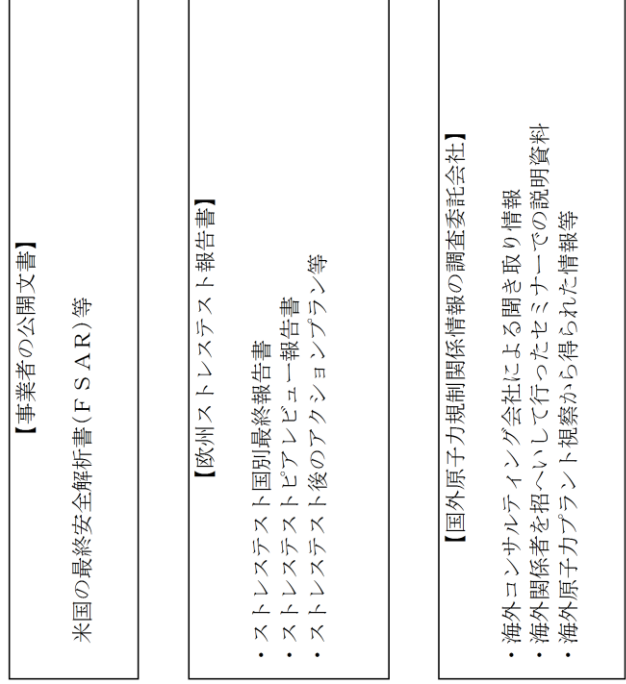 【事業者の公開文書】
米国の最終安全解析書(ＦＳＡＲ)等
【欧州ストレステスト報告書】
・ストレステスト国別最終報告書
・ストレステストピアレビュー報告書
・ストレステスト後のアクションプラン等
【国外原子力規制関係情報の調査委託会社】
・海外コンサルティング会社による聞き取り情報
・海外関係者を招へいして行ったセミナーでの説明資料
・海外原子力プラント視察から得られた情報等